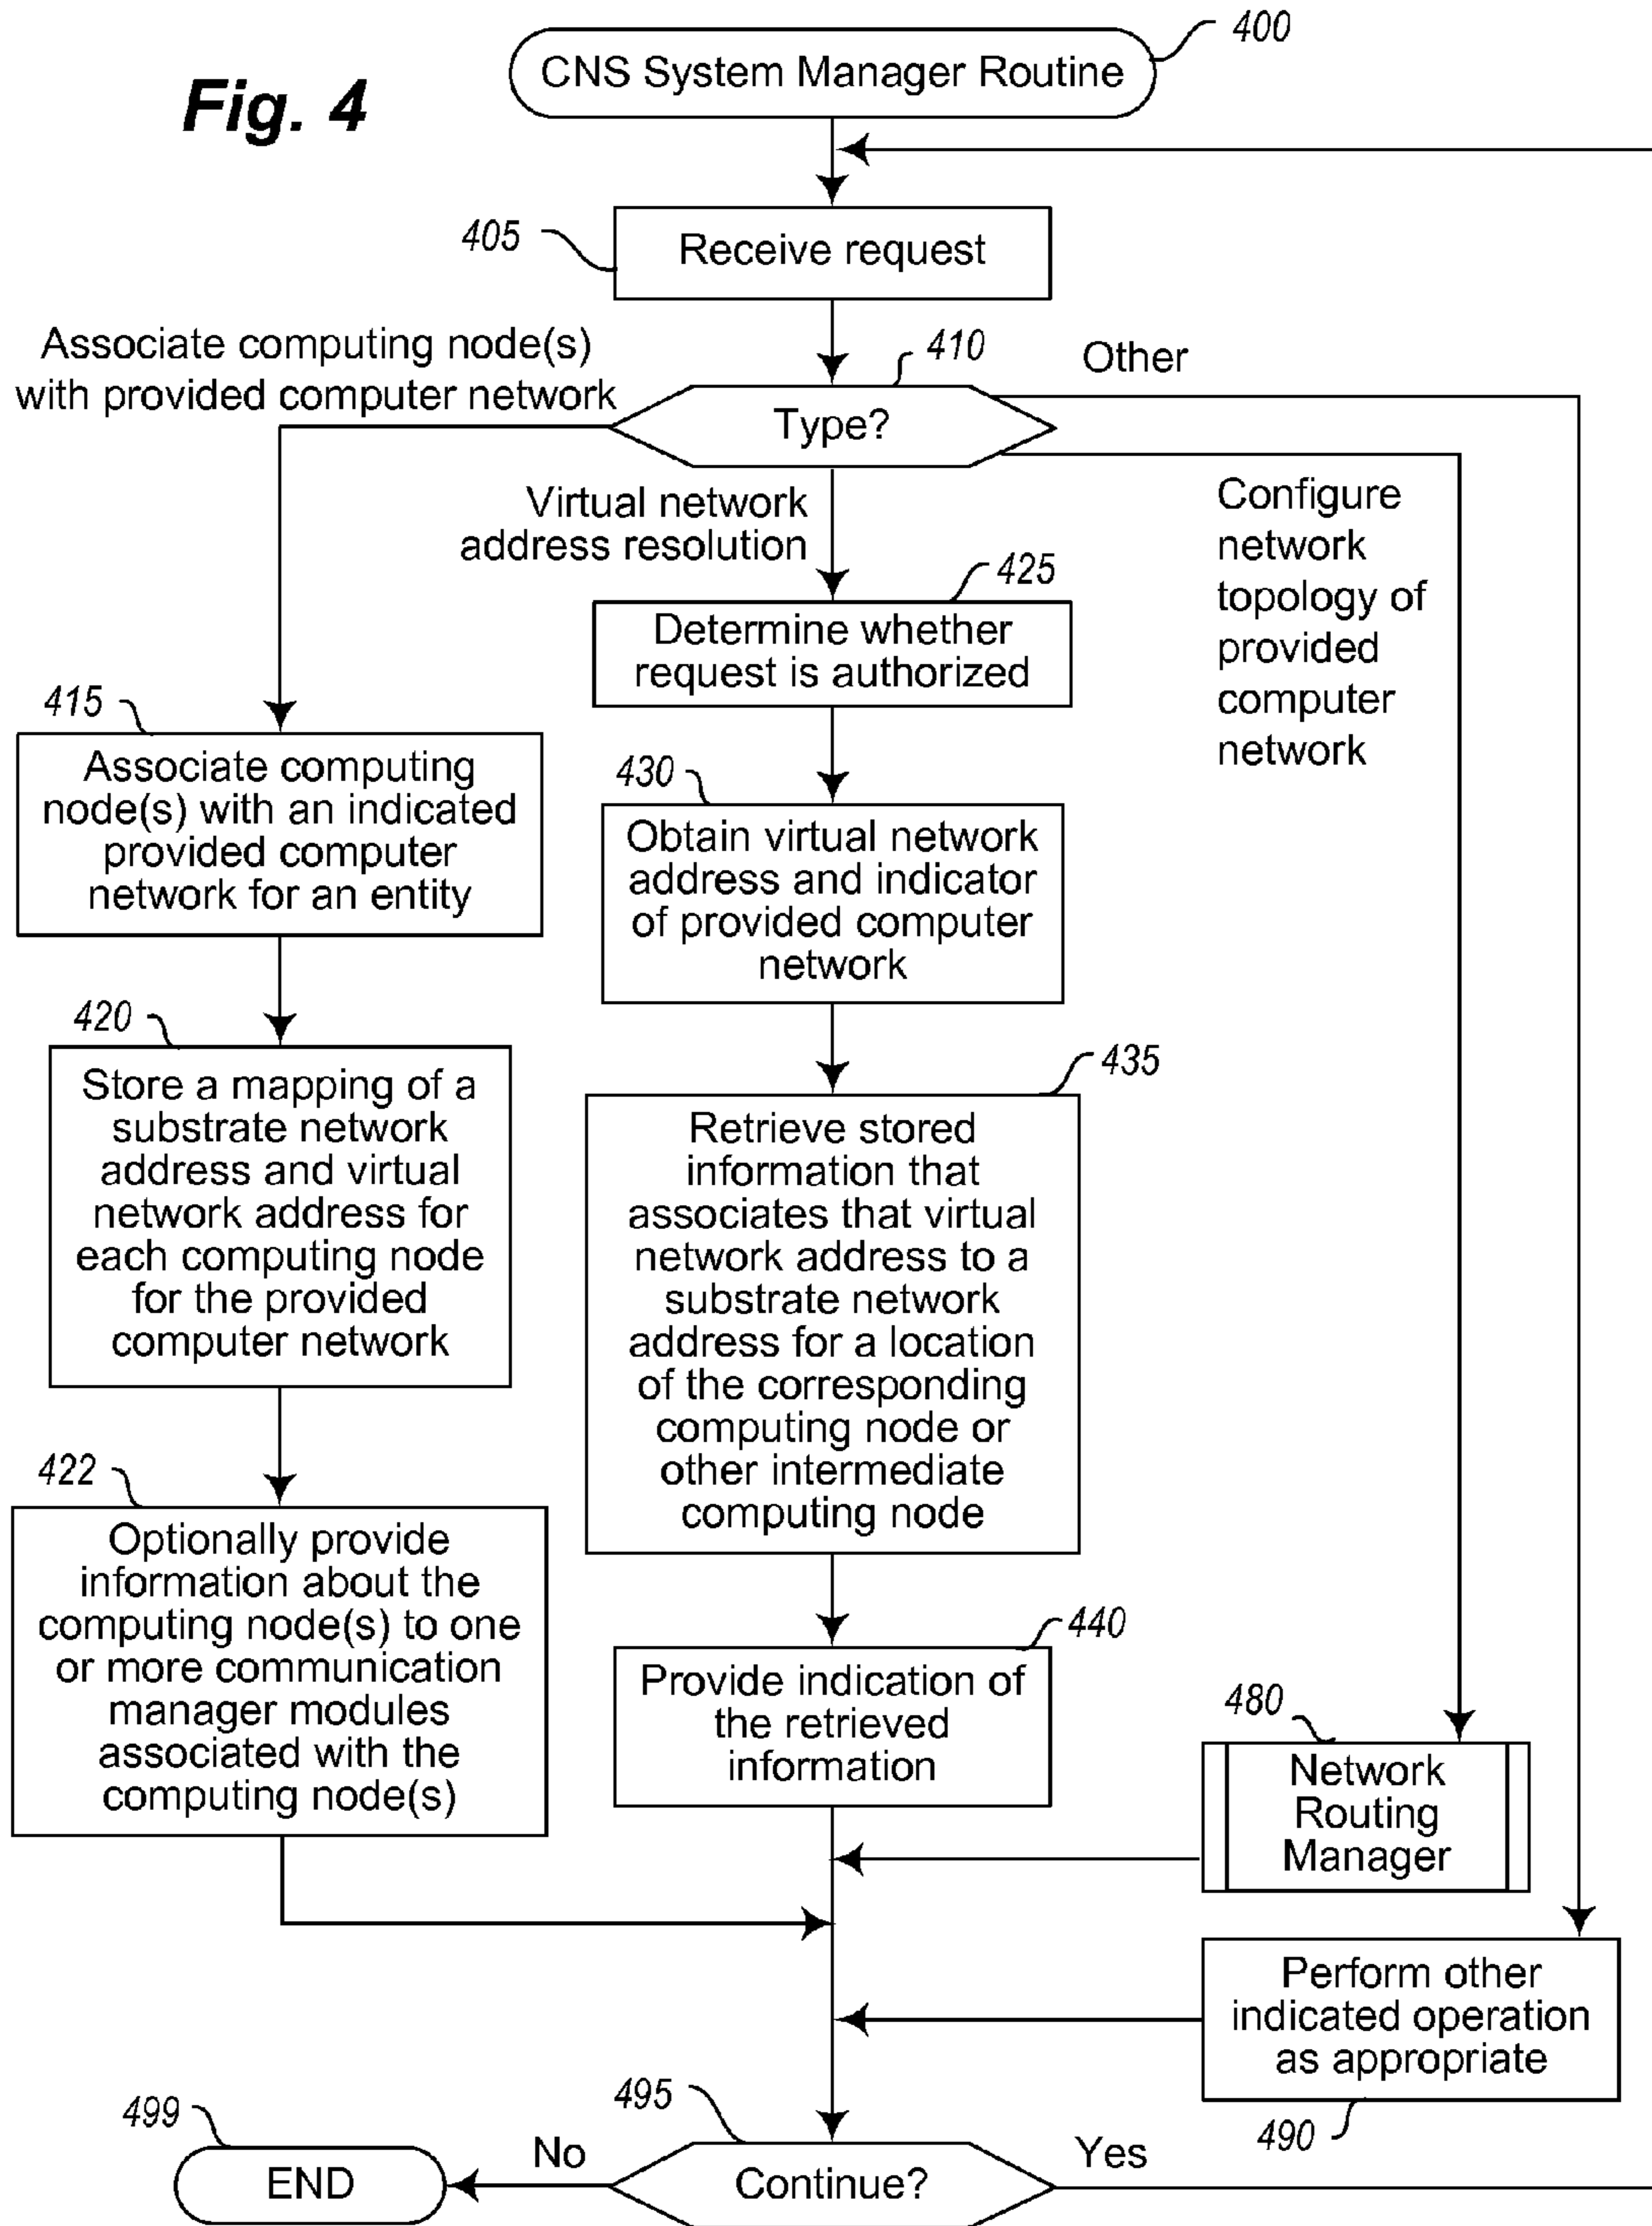 Fig. 4
CNS System Manager Routine
400
405
Receive request
Associate computing node(s)
with provided computer network
410
Type?
Other
Virtual network
address resolution
Configure
network
topology of
provided
computer
network
425
Determine whether
request is authorized
415
Associate computing
node(s) with an indicated
provided computer
network for an entity
430
Obtain virtual network
address and indicator
of provided computer
network
420
Store a mapping of a
substrate network
address and virtual
network address for
each computing node
for the provided
computer network
435
Retrieve stored
information that
associates that virtual
network address to a
substrate network
address for a location
of the corresponding
computing node or
other intermediate
computing node
422
Optionally provide
information about the
computing node(s) to one
or more communication
manager modules
associated with the
computing node(s)
440
Provide indication of
the retrieved
information
480
Network
Routing
Manager
Perform other
indicated operation
as appropriate
490
495
Continue?
Yes
No
499
END